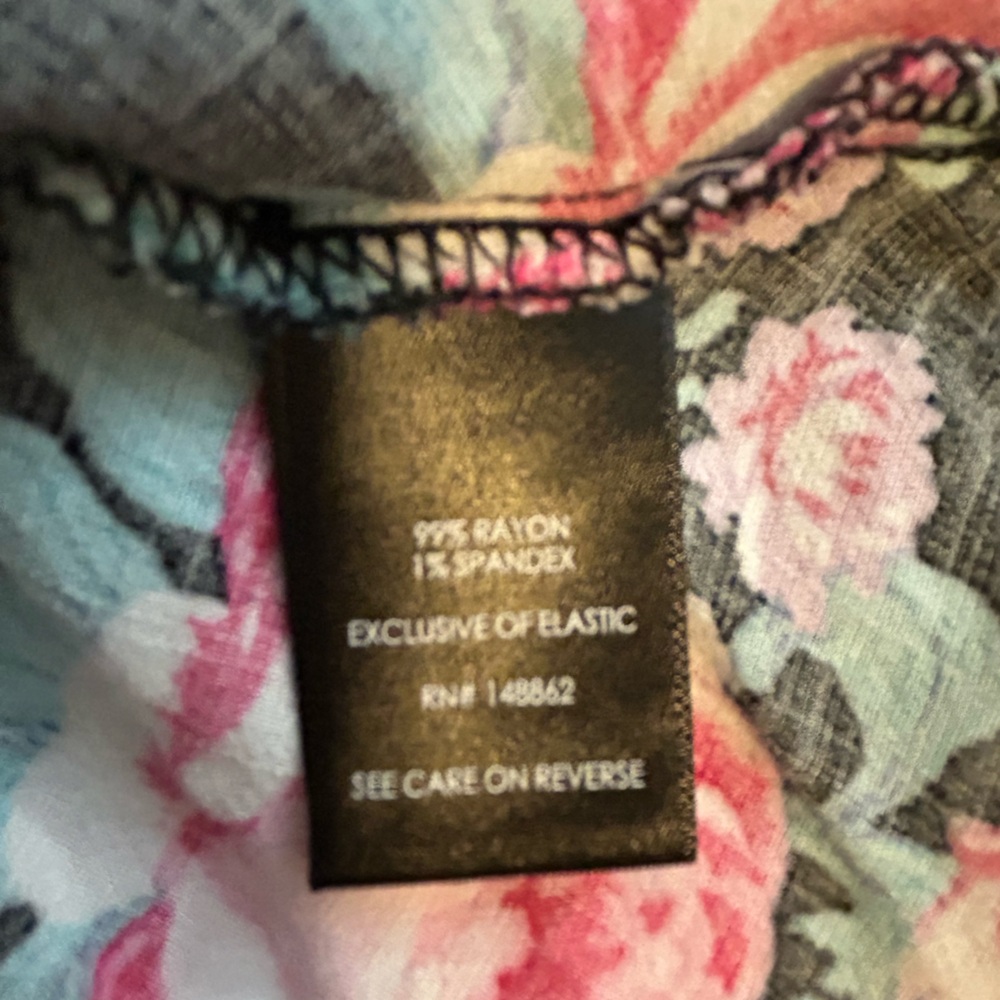 99% RAYON
1% SPANDEX
EXCLUSIVE OF ELASTIC
RN# 148862
SEE CARE ON REVERSE